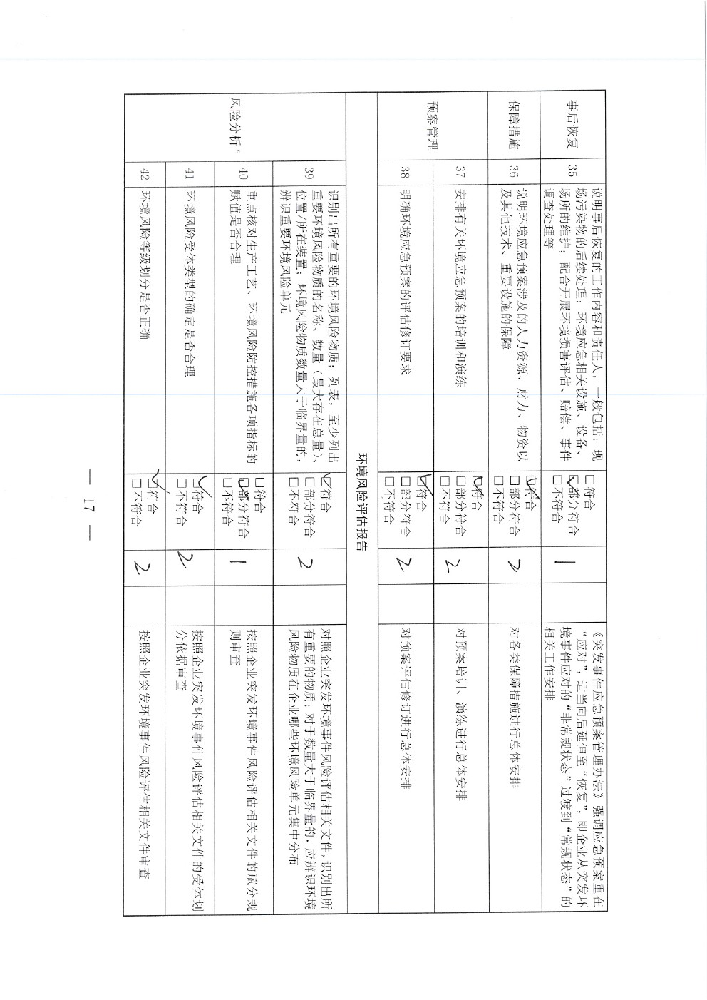 事后恢复
35
说明事后恢复的工作内容和责任人，一般包括：现
场污染物的后续处理；环境应急相关设施、设备、
场所的维护；配合开展环境损害评估、赔偿、事件
调查处理等
□符合
□部分符合
□不符合
1
《突发事件应急预案管理办法》强调应急预案重在
“应对”，适当向后延伸至“恢复”，即企业从突发环
境事件应对的“非常规状态”过渡到“常规状态”的
相关工作安排
保障措施
36
说明环境应急预案涉及的人力资源、财力、物资以
及其他技术、重要设施的保障
□符合
□部分符合
□不符合
2
对各类保障措施进行总体安排
预案管理
37
安排有关环境应急预案的培训和演练
□符合
□部分符合
□不符合
2
对预案培训、演练进行总体安排
38
明确环境应急预案的评估修订要求
□符合
□部分符合
□不符合
2
对预案评估修订进行总体安排
环境风险评估报告
风险分析。
39
识别出所有重要的环境风险物质；列表，至少列出
重要环境风险物质的名称、数量（最大存在总量）、
位置/所在装置；环境风险物质数量大于临界量的，
辨识重要环境风险单元
□符合
□部分符合
□不符合
2
对照企业突发环境事件风险评估相关文件，识别出所
有重要的物质；对于数量大于临界量的，应辨识环境
风险物质在企业哪些环境风险单元集中分布
40
重点核对生产工艺、环境风险防控措施各项指标的
赋值是否合理
□符合
□部分符合
□不符合
1
按照企业突发环境事件风险评估相关文件的赋分规
则审查
41
环境风险受体类型的确定是否合理
□符合
□不符合
2
按照企业突发环境事件风险评估相关文件的受体划
分依据审查
42
环境风险等级划分是否正确
□符合
□不符合
2
按照企业突发环境事件风险评估相关文件审查
— 17 —